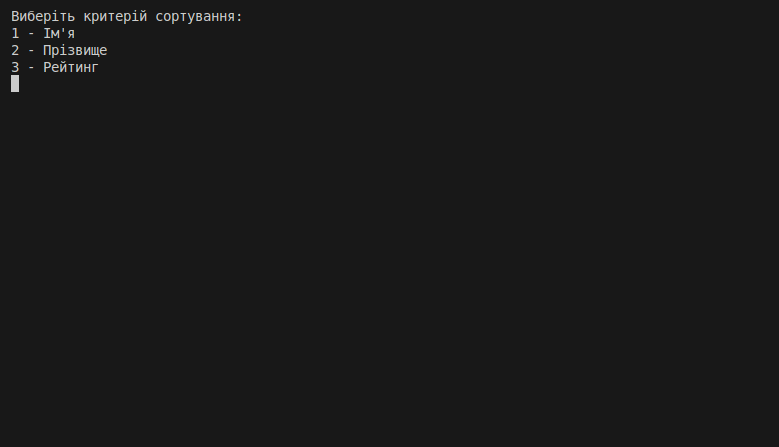 Виберіть критерій сортування:
1 - Ім'я
2 - Прізвище
3 - Рейтинг